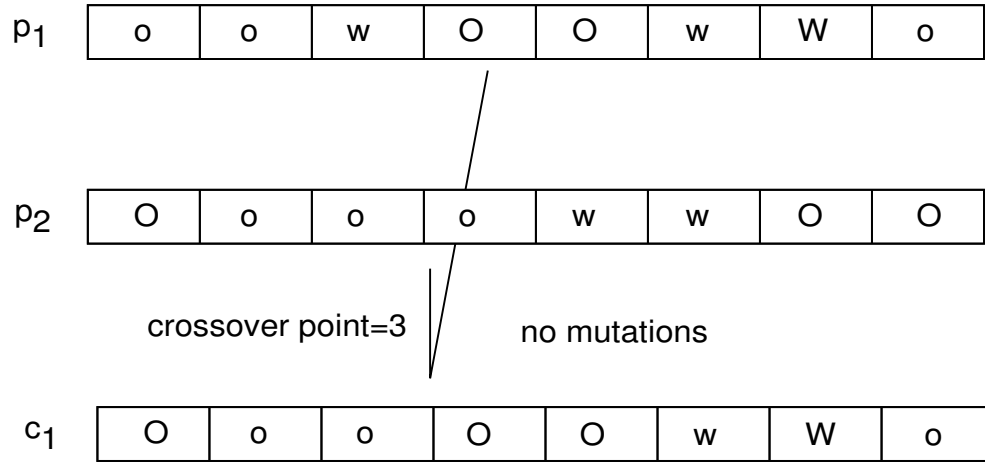 p1 o o w O O w W o
p2 O o o o w w O O
crossover point=3 no mutations
c1 O o o O O w W o